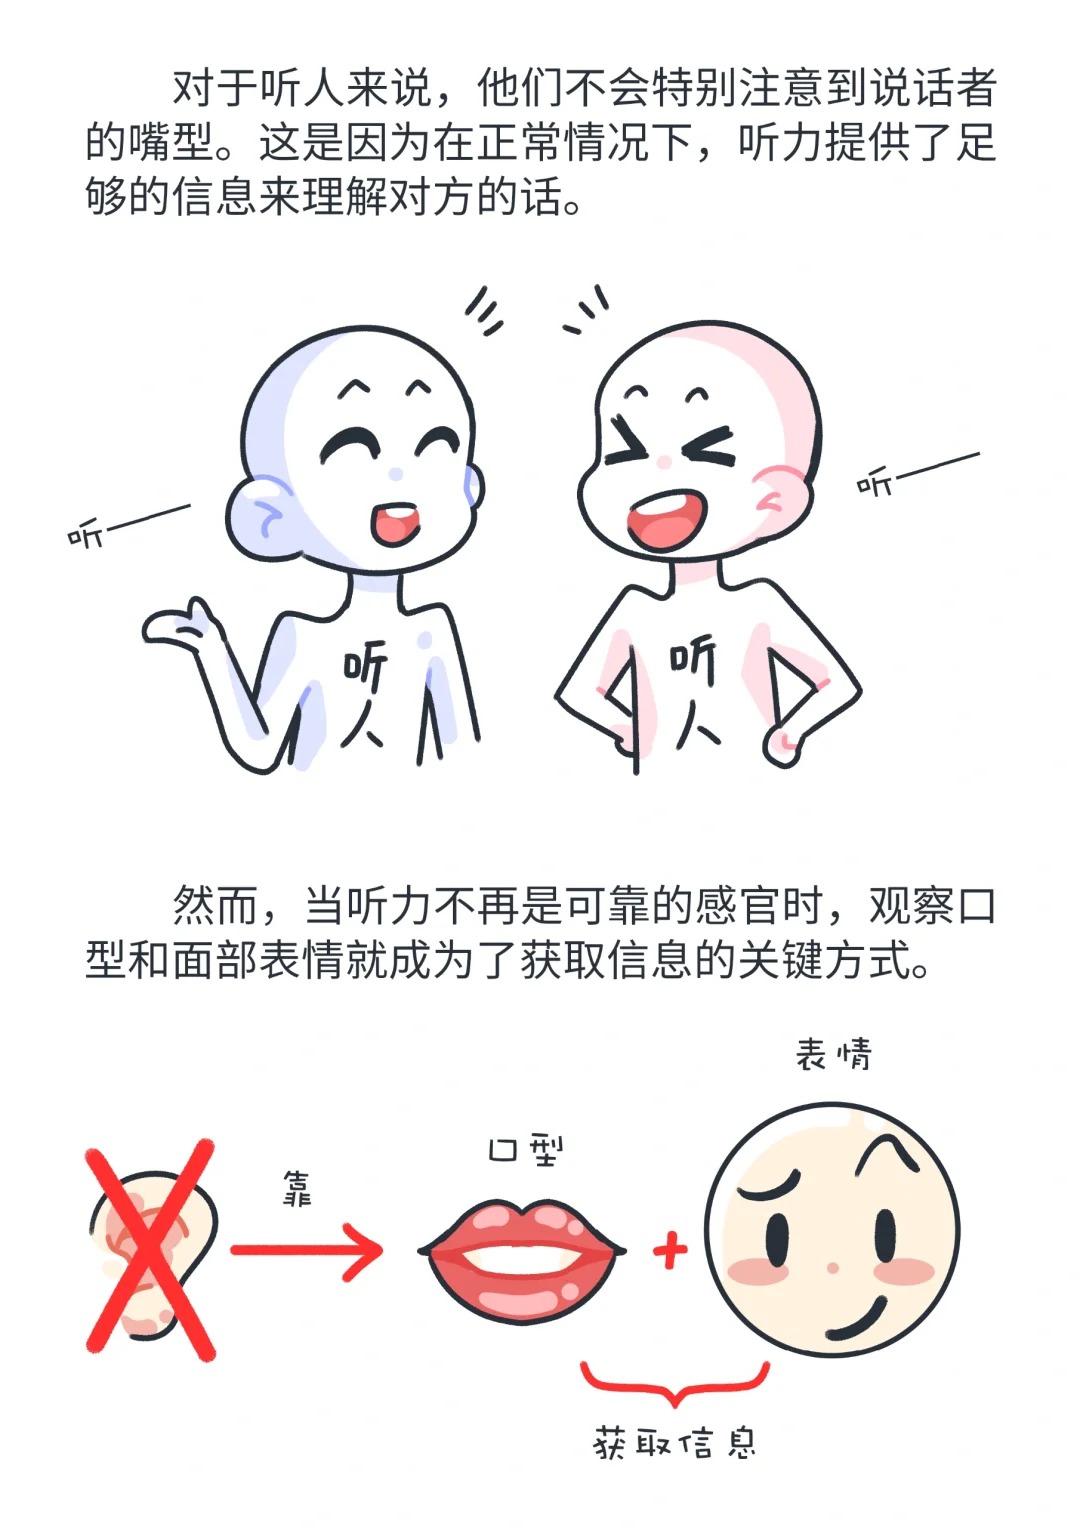 对于听人来说，他们不会特别注意到说话者
的嘴型。这是因为在正常情况下，听力提供了足
够的信息来理解对方的话。
听
听
听人
听人
然而，当听力不再是可靠的感官时，观察口
型和面部表情就成为了获取信息的关键方式。
表情
口型
靠
+
获取信息